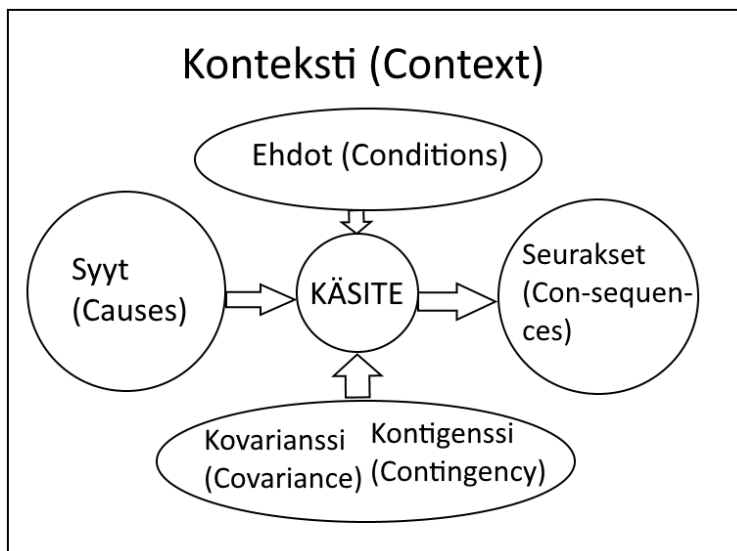 Konteksti (Context)
Ehdot (Conditions)
Syyt
(Causes)
KÄSITE
Seurakset
(Con-sequen-
ces)
Kovarianssi
(Covariance)
Kontigenssi
(Contingency)